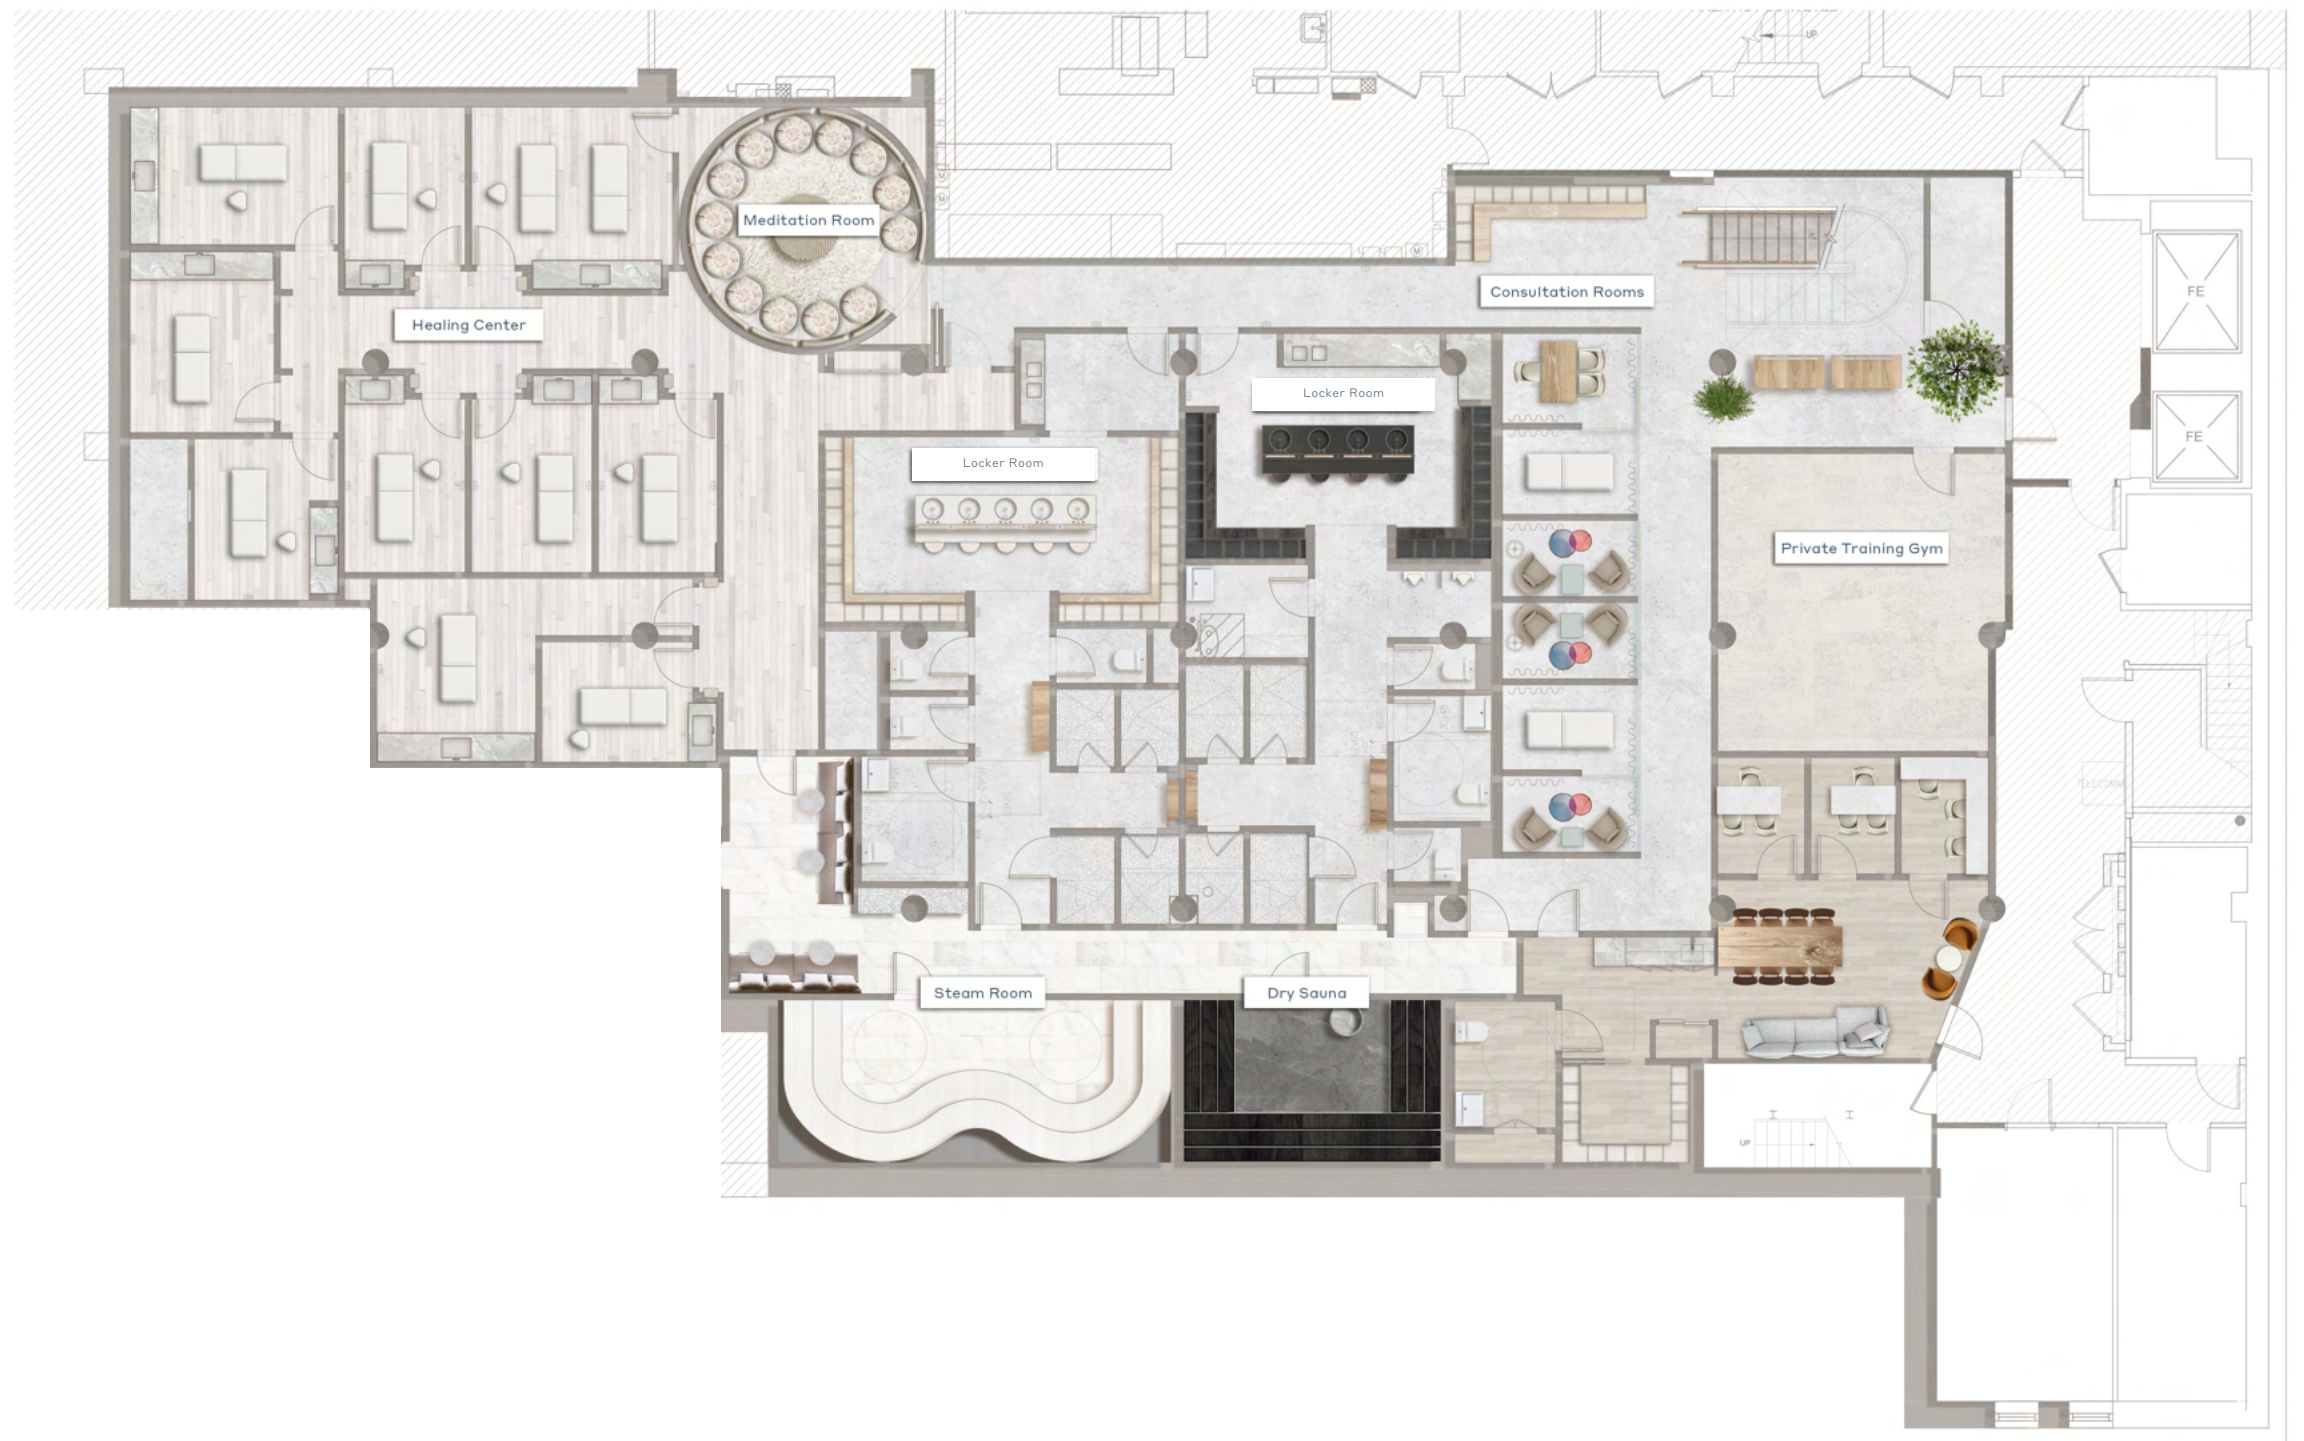 UP
Meditation Room
Consultation Rooms
FE
Healing Center
Locker Room
FE
Locker Room
Private Training Gym
TELECOMM
Steam Room
Dry Sauna
UP